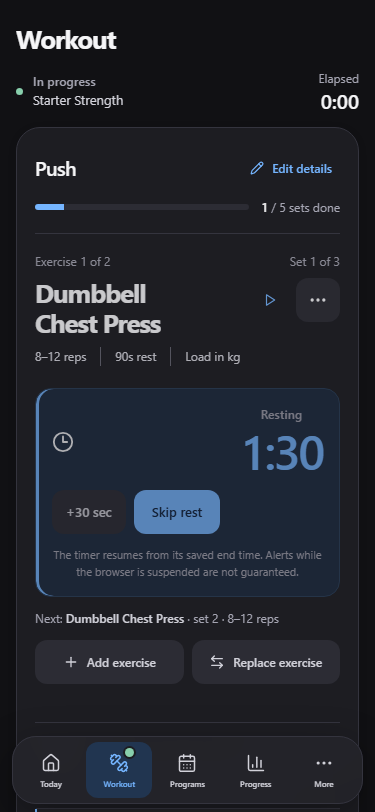 Workout
In progress
Starter Strength
Elapsed
0:00
Push
Edit details
1 / 5 sets done
Exercise 1 of 2
Set 1 of 3
Dumbbell
Chest Press
8–12 reps
90s rest
Load in kg
Resting
1:30
+30 sec
Skip rest
The timer resumes from its saved end time. Alerts while
the browser is suspended are not guaranteed.
Next: Dumbbell Chest Press · set 2 · 8–12 reps
Add exercise
Replace exercise
Today
Workout
Programs
Progress
More